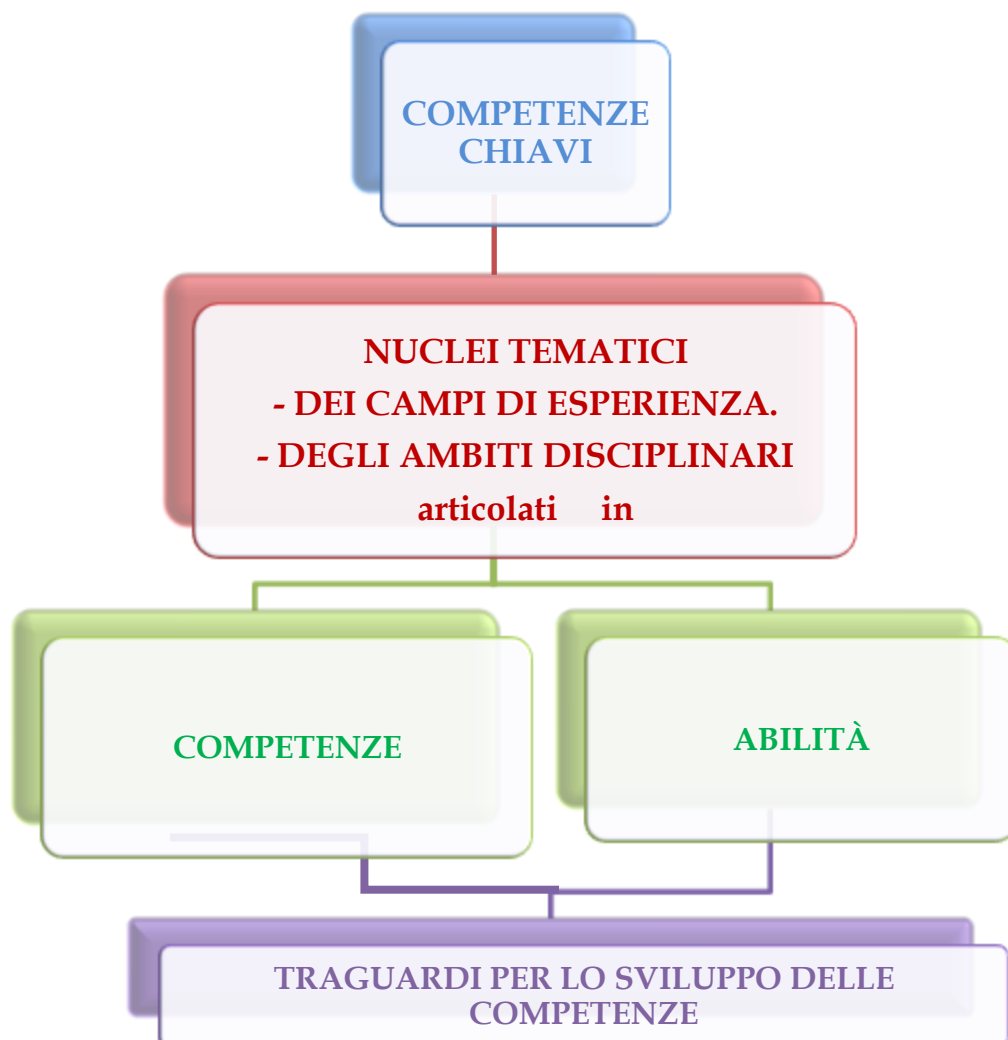 COMPETENZE
CHIAVI
NUCLEI TEMATICI
- DEI CAMPI DI ESPERIENZA.
- DEGLI AMBITI DISCIPLINARI
articolati in
COMPETENZE
ABILITÀ
TRAGUARDI PER LO SVILUPPO DELLE
COMPETENZE